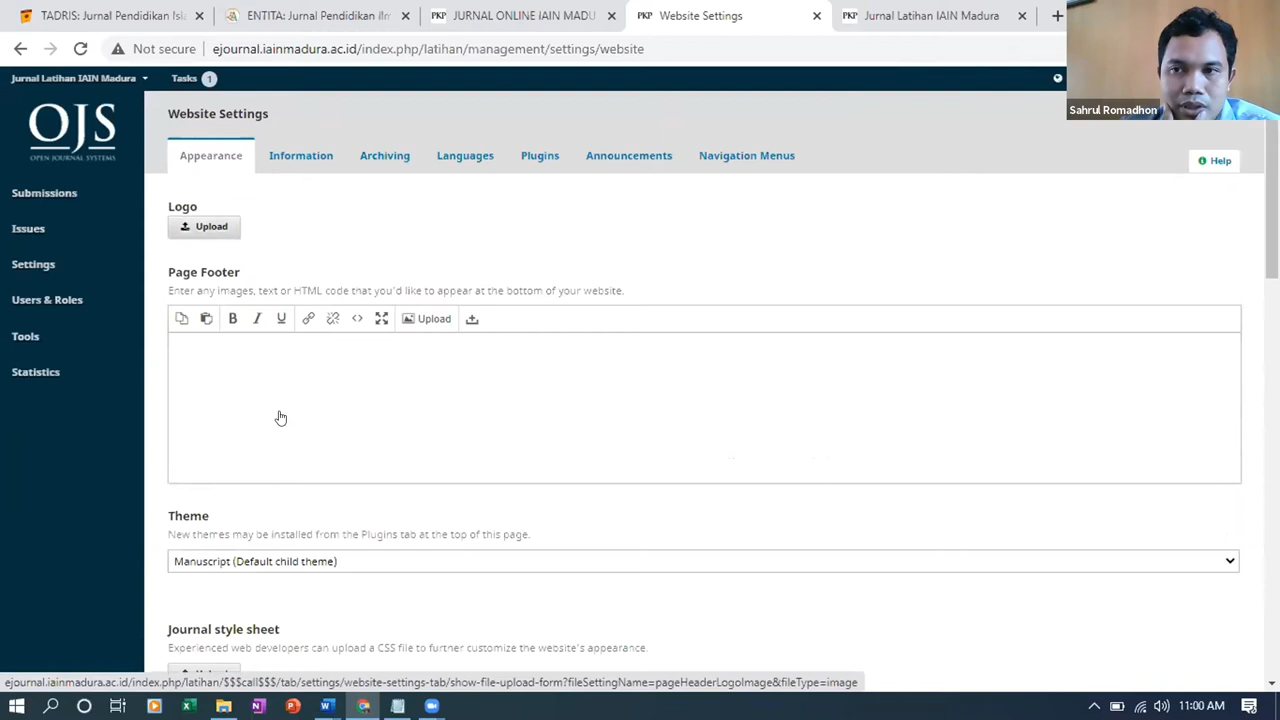 TADRIS: Jurnal Pendidikan Isla
ENTITA: Jurnal Pendidikan Ilm
PKP JURNAL ONLINE IAIN MADU
PKP Website Settings
PKP Jurnal Latihan IAIN Madura
Not secure ejournal.iainmadura.ac.id/index.php/latihan/management/settings/website
Sahrul Romadhon
Jurnal Latihan IAIN Madura Tasks 1
OJS
OPEN JOURNAL SYSTEMS
Submissions
Issues
Settings
Users & Roles
Tools
Statistics
Website Settings
Appearance Information Archiving Languages Plugins Announcements Navigation Menus
Help
Logo
Upload
Page Footer
Enter any images, text or HTML code that you'd like to appear at the bottom of your website.
B I U Upload
Theme
New themes may be installed from the Plugins tab at the top of this page.
Manuscript (Default child theme)
Journal style sheet
Experienced web developers can upload a CSS file to further customize the website's appearance.
ejournal.iainmadura.ac.id/index.php/latihan/$$$call$$$/tab/settings/website-settings-tab/show-file-upload-form?fileSettingName=pageHeaderLogoImage&fileType=image
11:00 AM